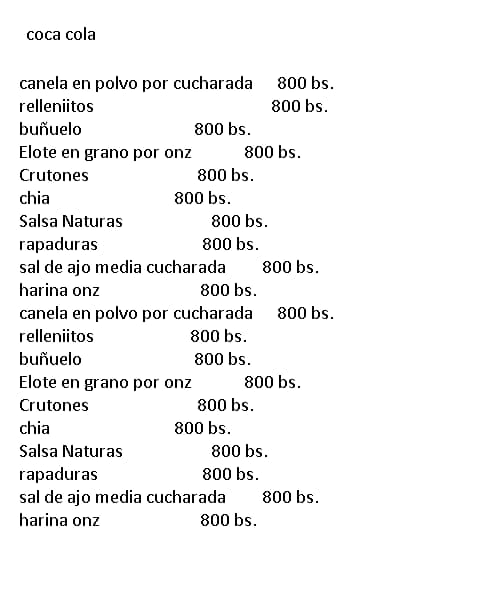 coca cola
canela en polvo por cucharada 800 bs.
relleniitos 800 bs.
buñuelo 800 bs.
Elote en grano por onz 800 bs.
Crutones 800 bs.
chia 800 bs.
Salsa Naturas 800 bs.
rapaduras 800 bs.
sal de ajo media cucharada 800 bs.
harina onz 800 bs.
canela en polvo por cucharada 800 bs.
relleniitos 800 bs.
buñuelo 800 bs.
Elote en grano por onz 800 bs.
Crutones 800 bs.
chia 800 bs.
Salsa Naturas 800 bs.
rapaduras 800 bs.
sal de ajo media cucharada 800 bs.
harina onz 800 bs.